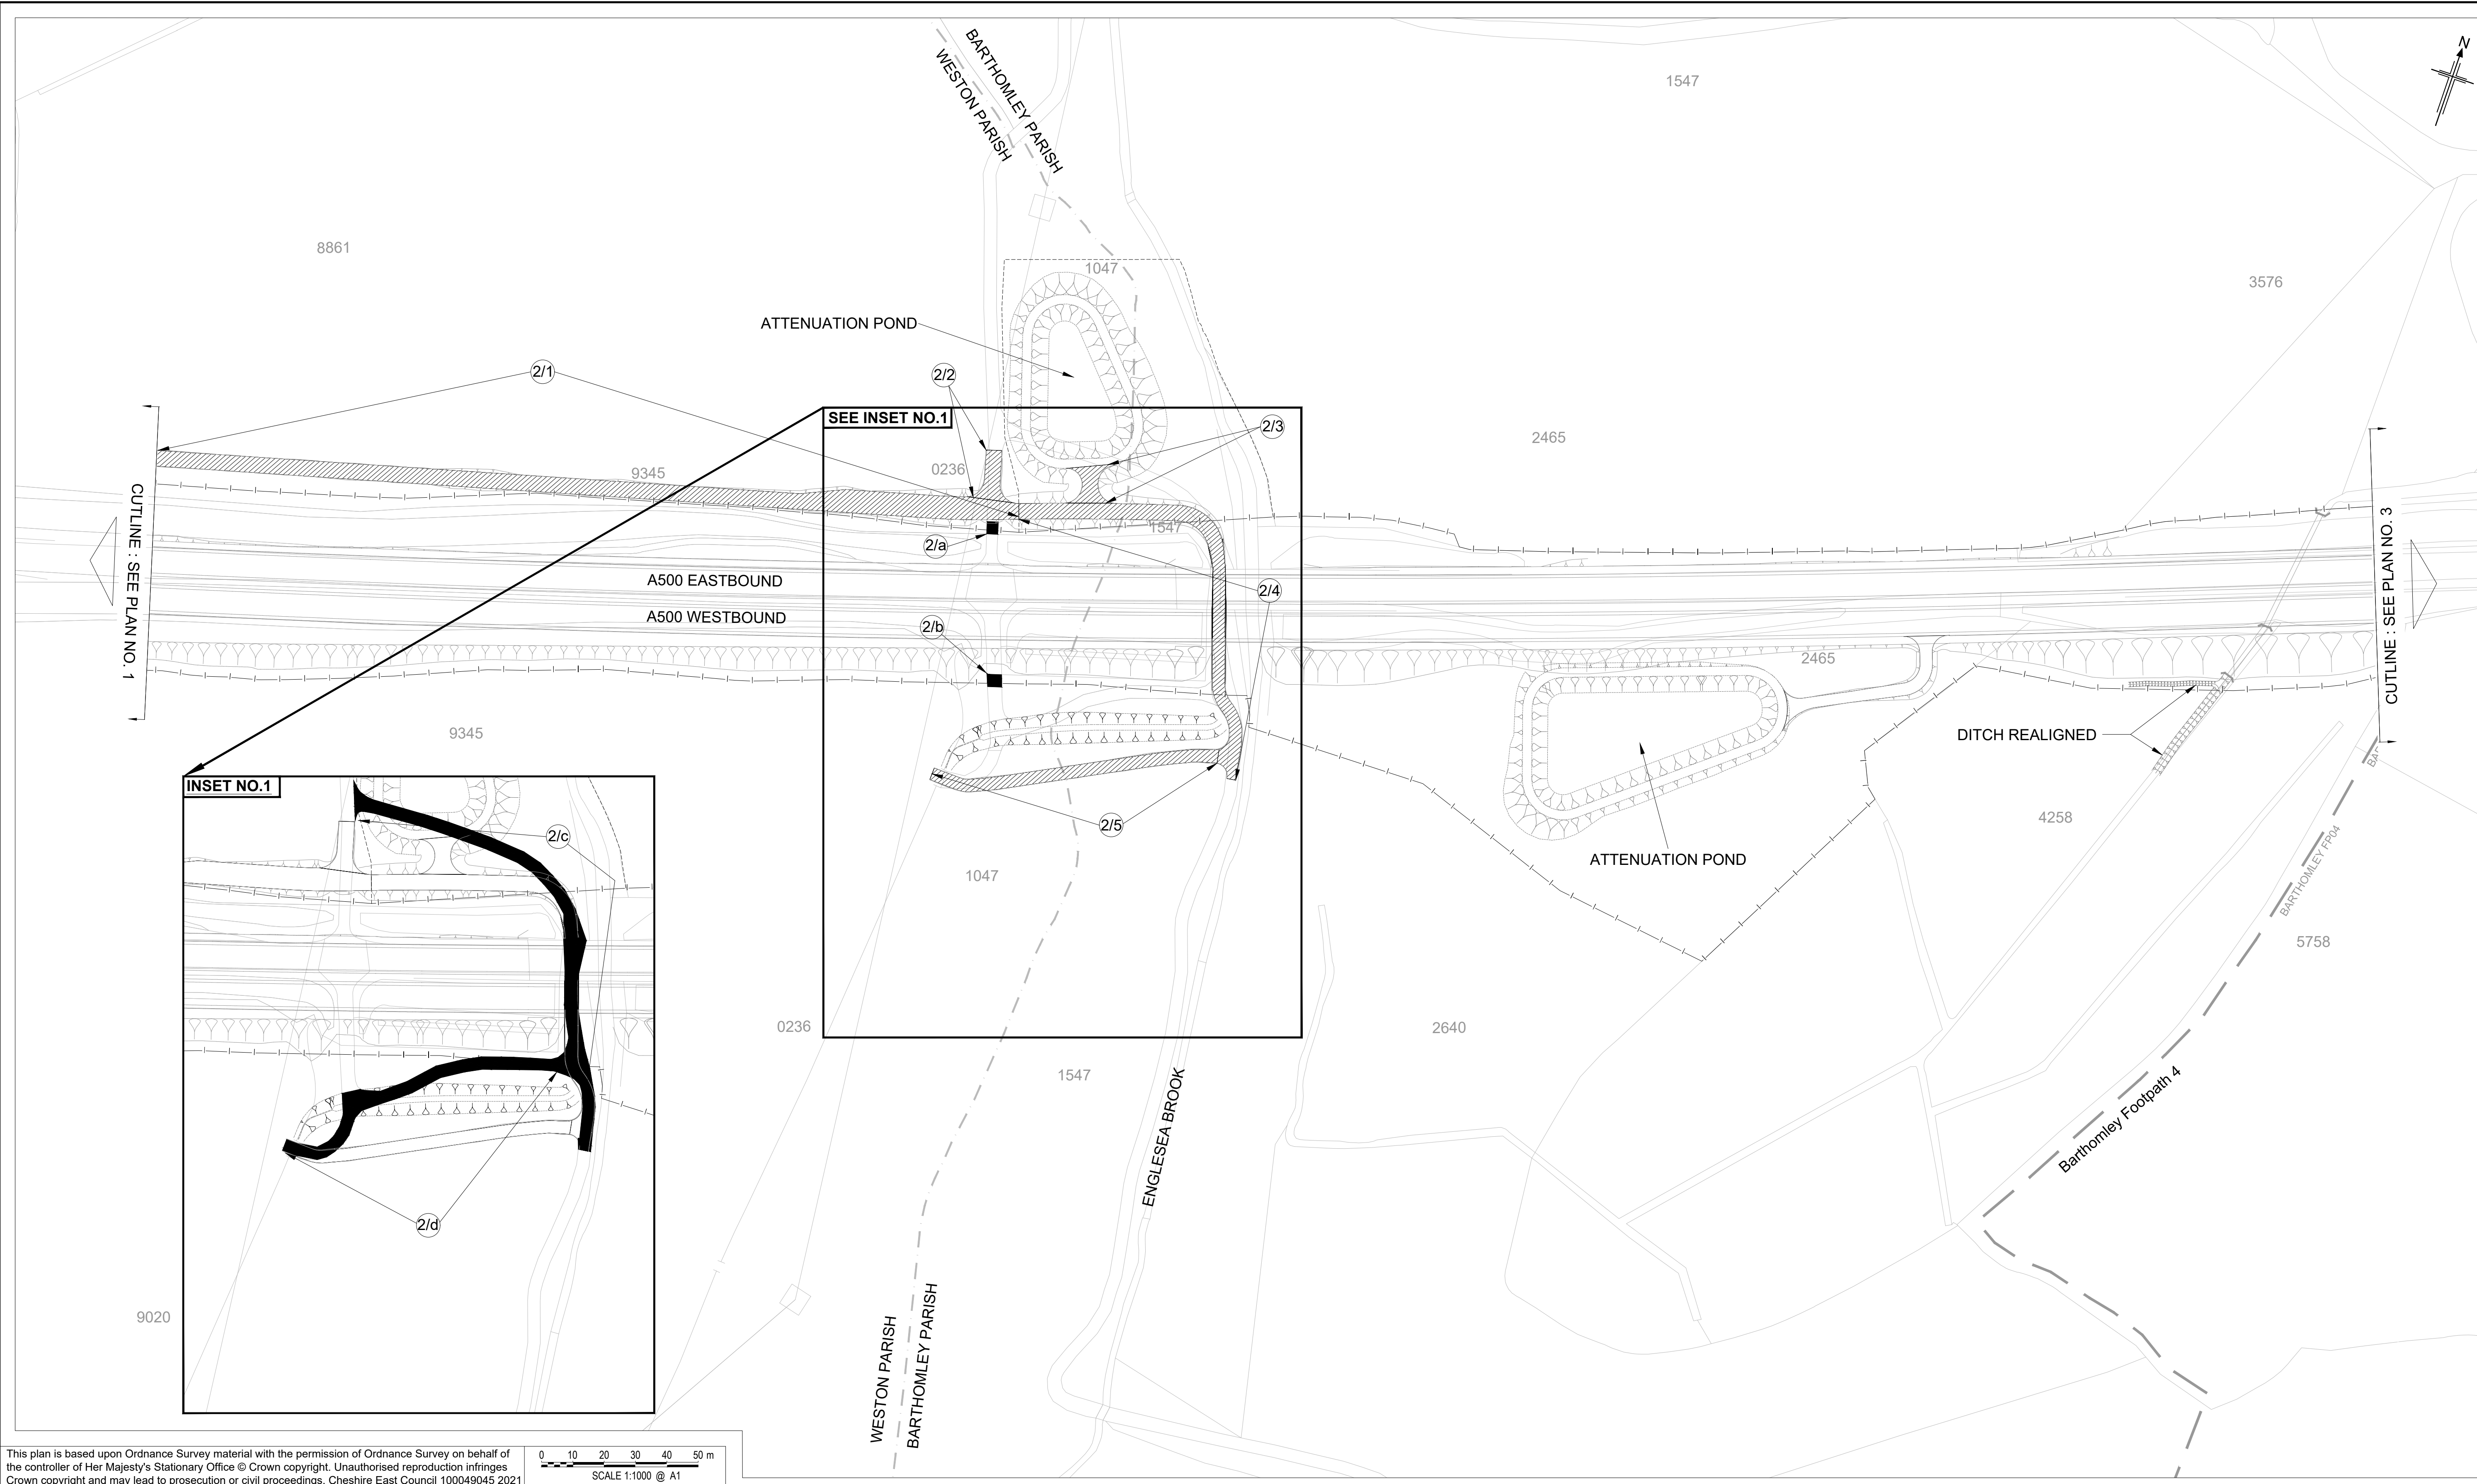 BARTHOMLEY PARISH
WESTON PARISH
N
1547
8861
1047
3576
ATTENUATION POND
2/1
2/2
SEE INSET NO.1
2/3
2465
9345
0236
CUTLINE : SEE PLAN NO. 1
1547
2/a
A500 EASTBOUND
2/4
A500 WESTBOUND
2/b
CUTLINE : SEE PLAN NO. 3
2465
9345
DITCH REALIGNED
BAR
INSET NO.1
2/c
2/5
4258
ATTENUATION POND
BARTHOMLEY FP04
1047
5758
0236
2640
1547
ENGLESEA BROOK
Barthomley Footpath 4
2/d
9020
WESTON PARISH
BARTHOMLEY PARISH
This plan is based upon Ordnance Survey material with the permission of Ordnance Survey on behalf of
the controller of Her Majesty's Stationary Office © Crown copyright. Unauthorised reproduction infringes
Crown copyright and may lead to prosecution or civil proceedings. Cheshire East Council 100049045 2021
0 10 20 30 40 50 m
SCALE 1:1000 @ A1